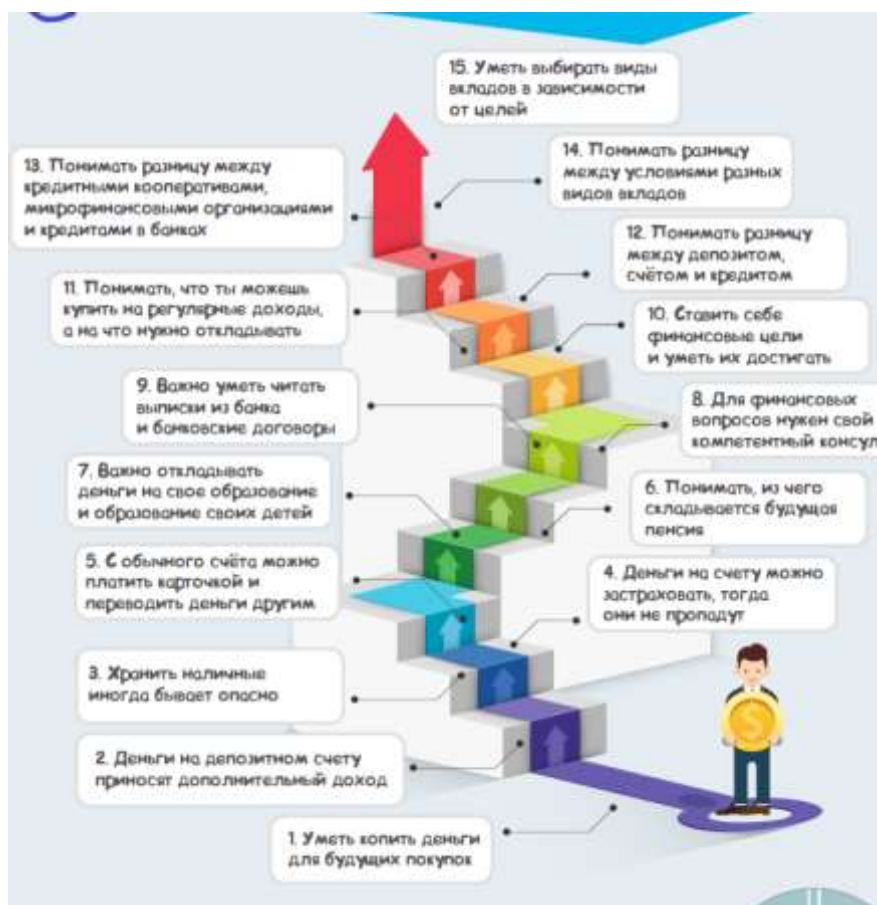 15. Уметь выбирать виды
вкладов в зависимости
от целей
14. Понимать разницу
между условиями разных
видов вкладов
13. Понимать разницу между
кредитными кооперативами,
микрофинансовыми организациями
и кредитами в банках
12. Понимать разницу
между депозитом,
счётом и кредитом
11. Понимать, что ты можешь
купить на регулярные доходы,
а на что нужно откладывать
10. Ставить себе
финансовые цели
и уметь их достигать
9. Важно уметь читать
выписки из банка
и банковские договоры
8. Для финансовых
вопросов нужен свой
компетентный консул
7. Важно откладывать
деньги на свое образование
и образование своих детей
6. Понимать, из чего
складывается будущая
пенсия
5. С обычного счёта можно
платить карточкой и
переводить деньги другим
4. Деньги на счету можно
застраховать, тогда
они не пропадут
3. Хранить наличные
иногда бывает опасно
2. Деньги на депозитном счету
приносят дополнительный доход
1. Уметь копить деньги
для будущих покупок